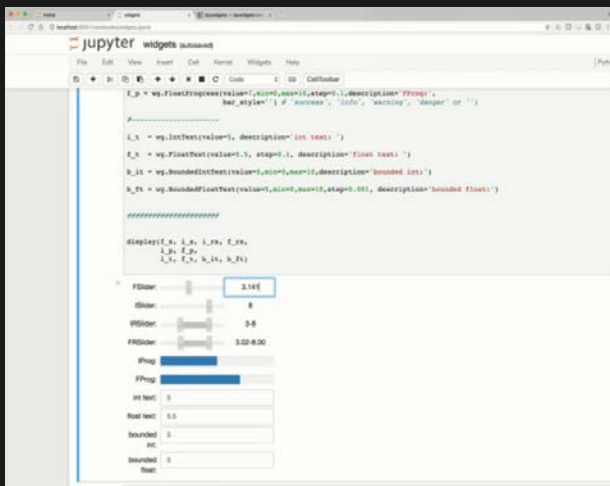 jupyter widgets (autosaved)
File Edit View Insert Cell Kernel Widgets Help
Code CellToolbar
f_p = wg.FloatProgress(value=7,min=0,max=10,step=0.1,description='FProg:',
bar_style='') # 'success', 'info', 'warning', 'danger' or '')
#----------------------
i_t = wg.IntText(value=5, description='int text: ')
f_t = wg.FloatText(value=5.5, step=0.1, description='float text: ')
b_it = wg.BoundedIntText(value=5,min=0,max=10,description='bounded int:')
b_ft = wg.BoundedFloatText(value=5,min=0,max=10,step=0.001, description='bounded float:')
#######################
display(f_s, i_s, i_rs, f_rs,
i_p, f_p,
i_t, f_t, b_it, b_ft)
FSlider: 3.141
ISlider: 8
IRSlider: 3-8
FRSlider: 3.02-8.00
IProg:
FProg:
int text: 5
float text: 5.5
bounded int: 5
bounded float: 5